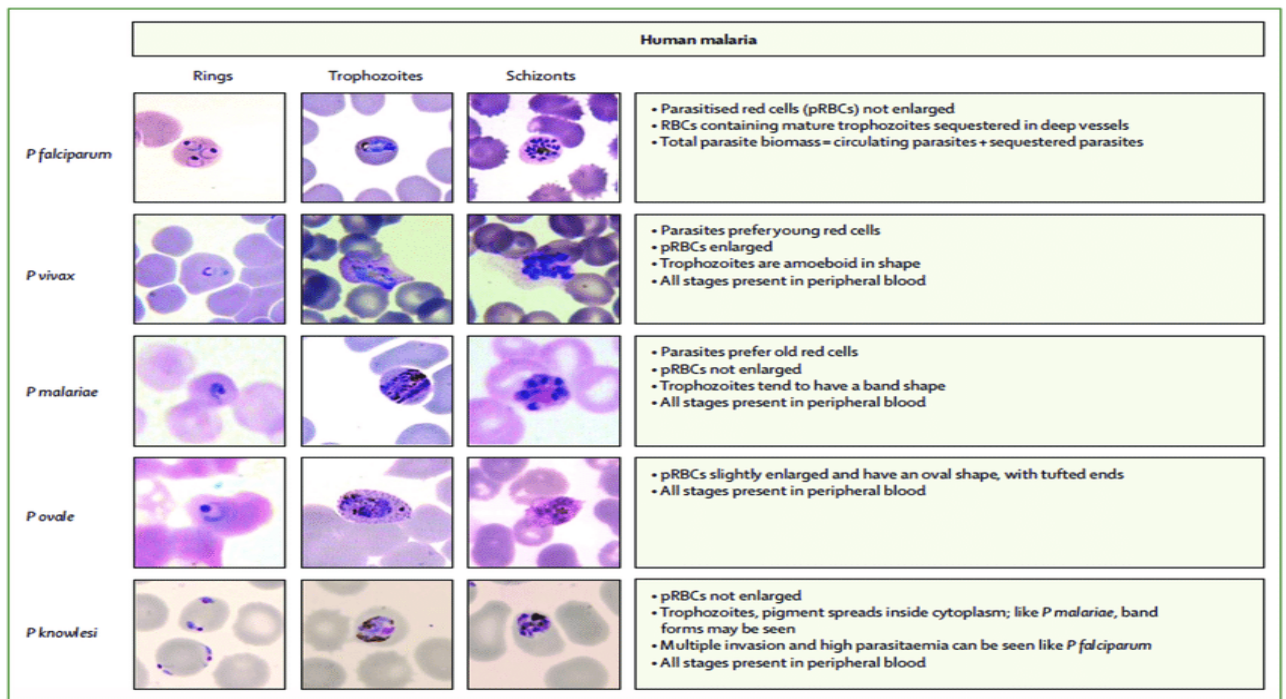 Human malaria
Rings Trophozoites Schizonts
P falciparum
• Parasitised red cells (pRBCs) not enlarged
• RBCs containing mature trophozoites sequestered in deep vessels
• Total parasite biomass = circulating parasites + sequestered parasites
P vivax
• Parasites prefer young red cells
• pRBCs enlarged
• Trophozoites are amoeboid in shape
• All stages present in peripheral blood
P malariae
• Parasites prefer old red cells
• pRBCs not enlarged
• Trophozoites tend to have a band shape
• All stages present in peripheral blood
P ovale
• pRBCs slightly enlarged and have an oval shape, with tufted ends
• All stages present in peripheral blood
P knowlesi
• pRBCs not enlarged
• Trophozoites, pigment spreads inside cytoplasm; like P malariae, band
forms may be seen
• Multiple invasion and high parasitaemia can be seen like P falciparum
• All stages present in peripheral blood